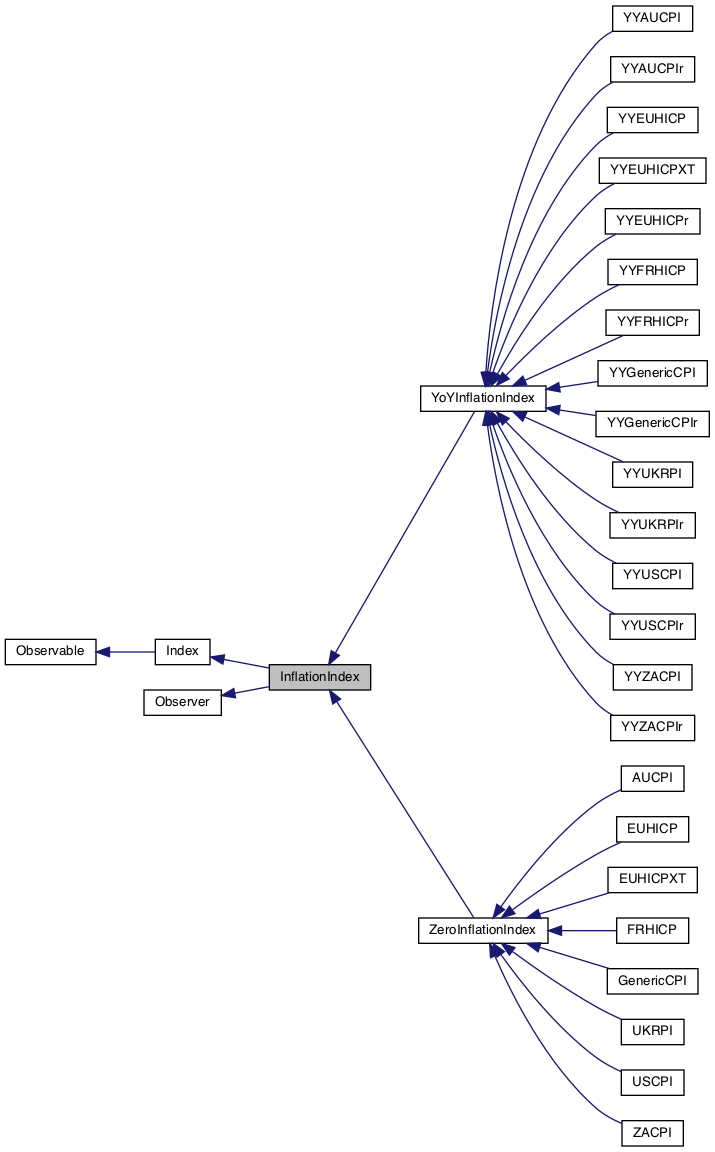 YYAUCPI
YYAUCPIr
YYEUHICP
YYEUHICPXT
YYEUHICPr
YYFRHICP
YYFRHICPr
YYGenericCPI
YoYInflationIndex
YYGenericCPIr
YYUKRPI
YYUKRPIr
YYUSCPI
YYUSCPIr
Observable
Index
InflationIndex
YYZACPI
Observer
YYZACPIr
AUCPI
EUHICP
EUHICPXT
ZeroInflationIndex
FRHICP
GenericCPI
UKRPI
USCPI
ZACPI